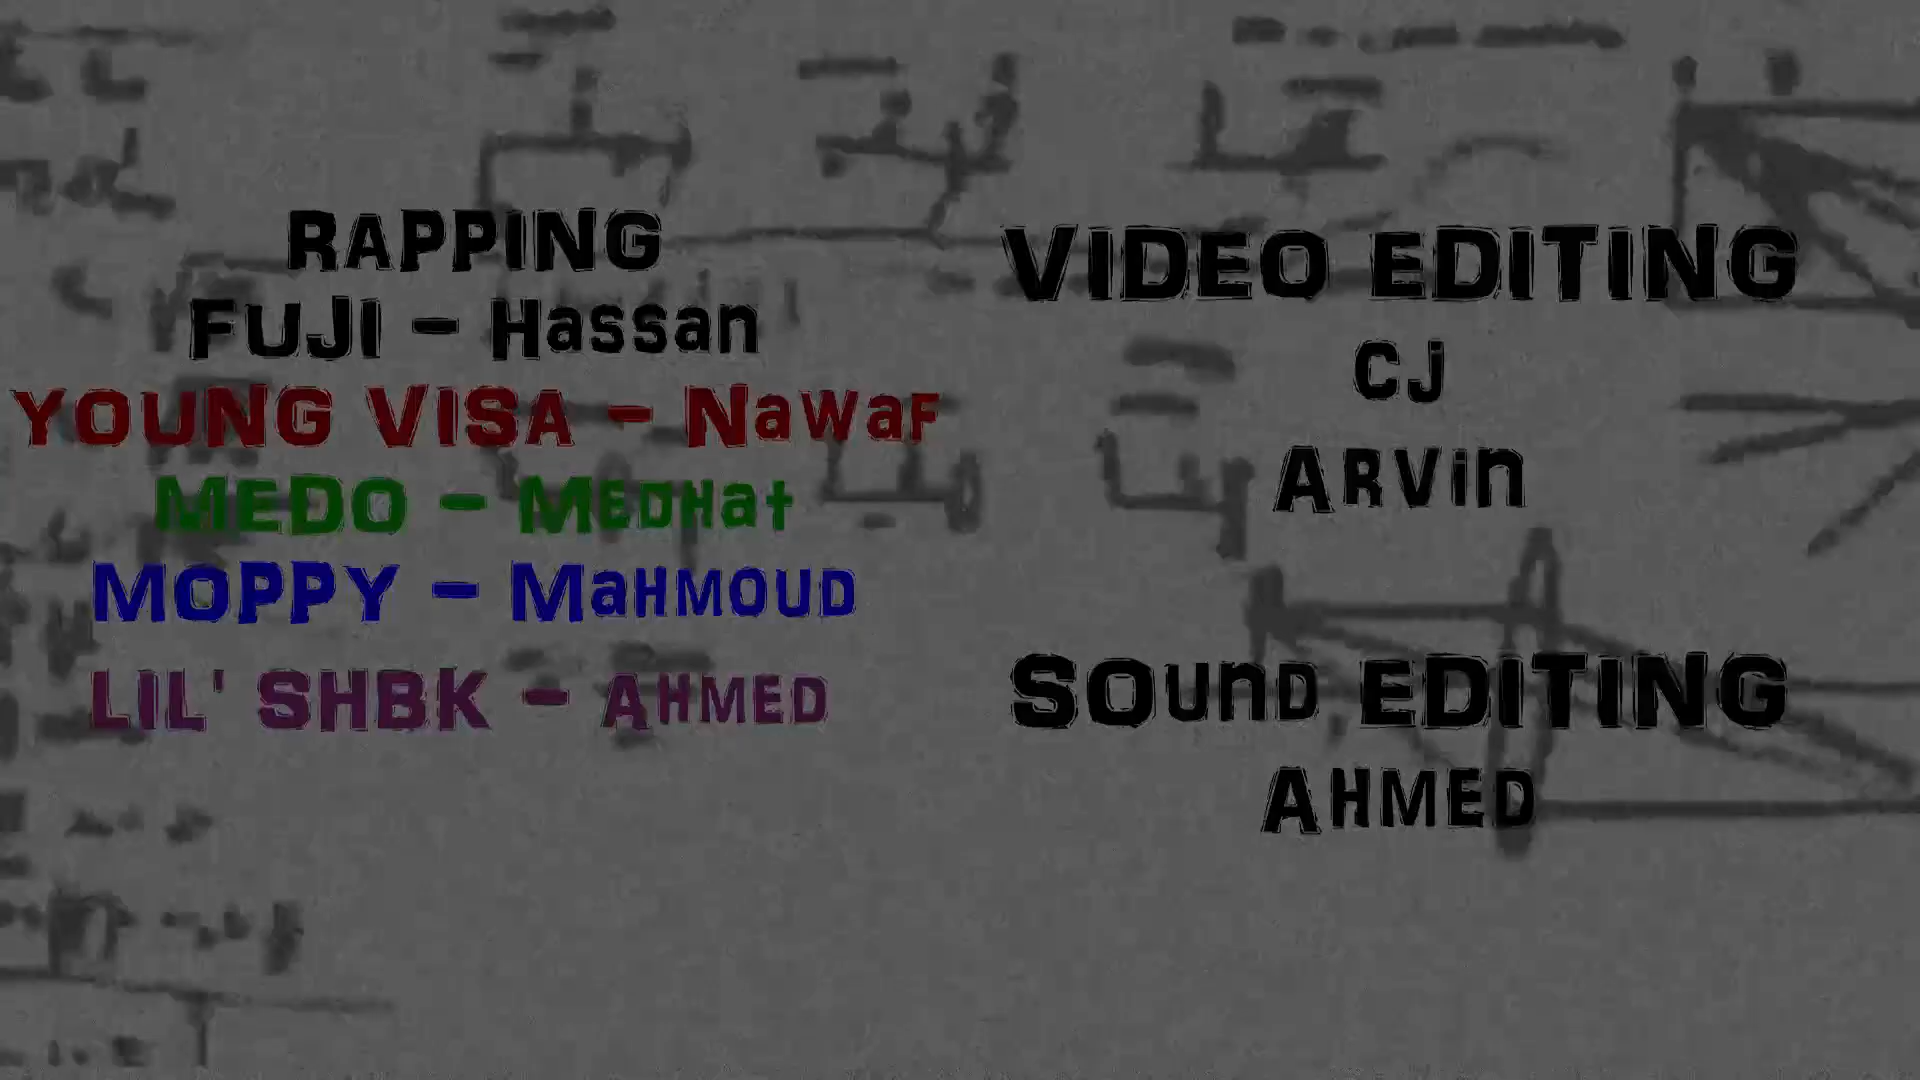 RAPPING
FUJI - Hassan
YOUNG VISA - Nawaf
MEDO - Medhat
MOPPY - Mahmoud
LIL' SHBK - Ahmed
VIDEO EDITING
CJ
Arvin
Sound EDITING
Ahmed